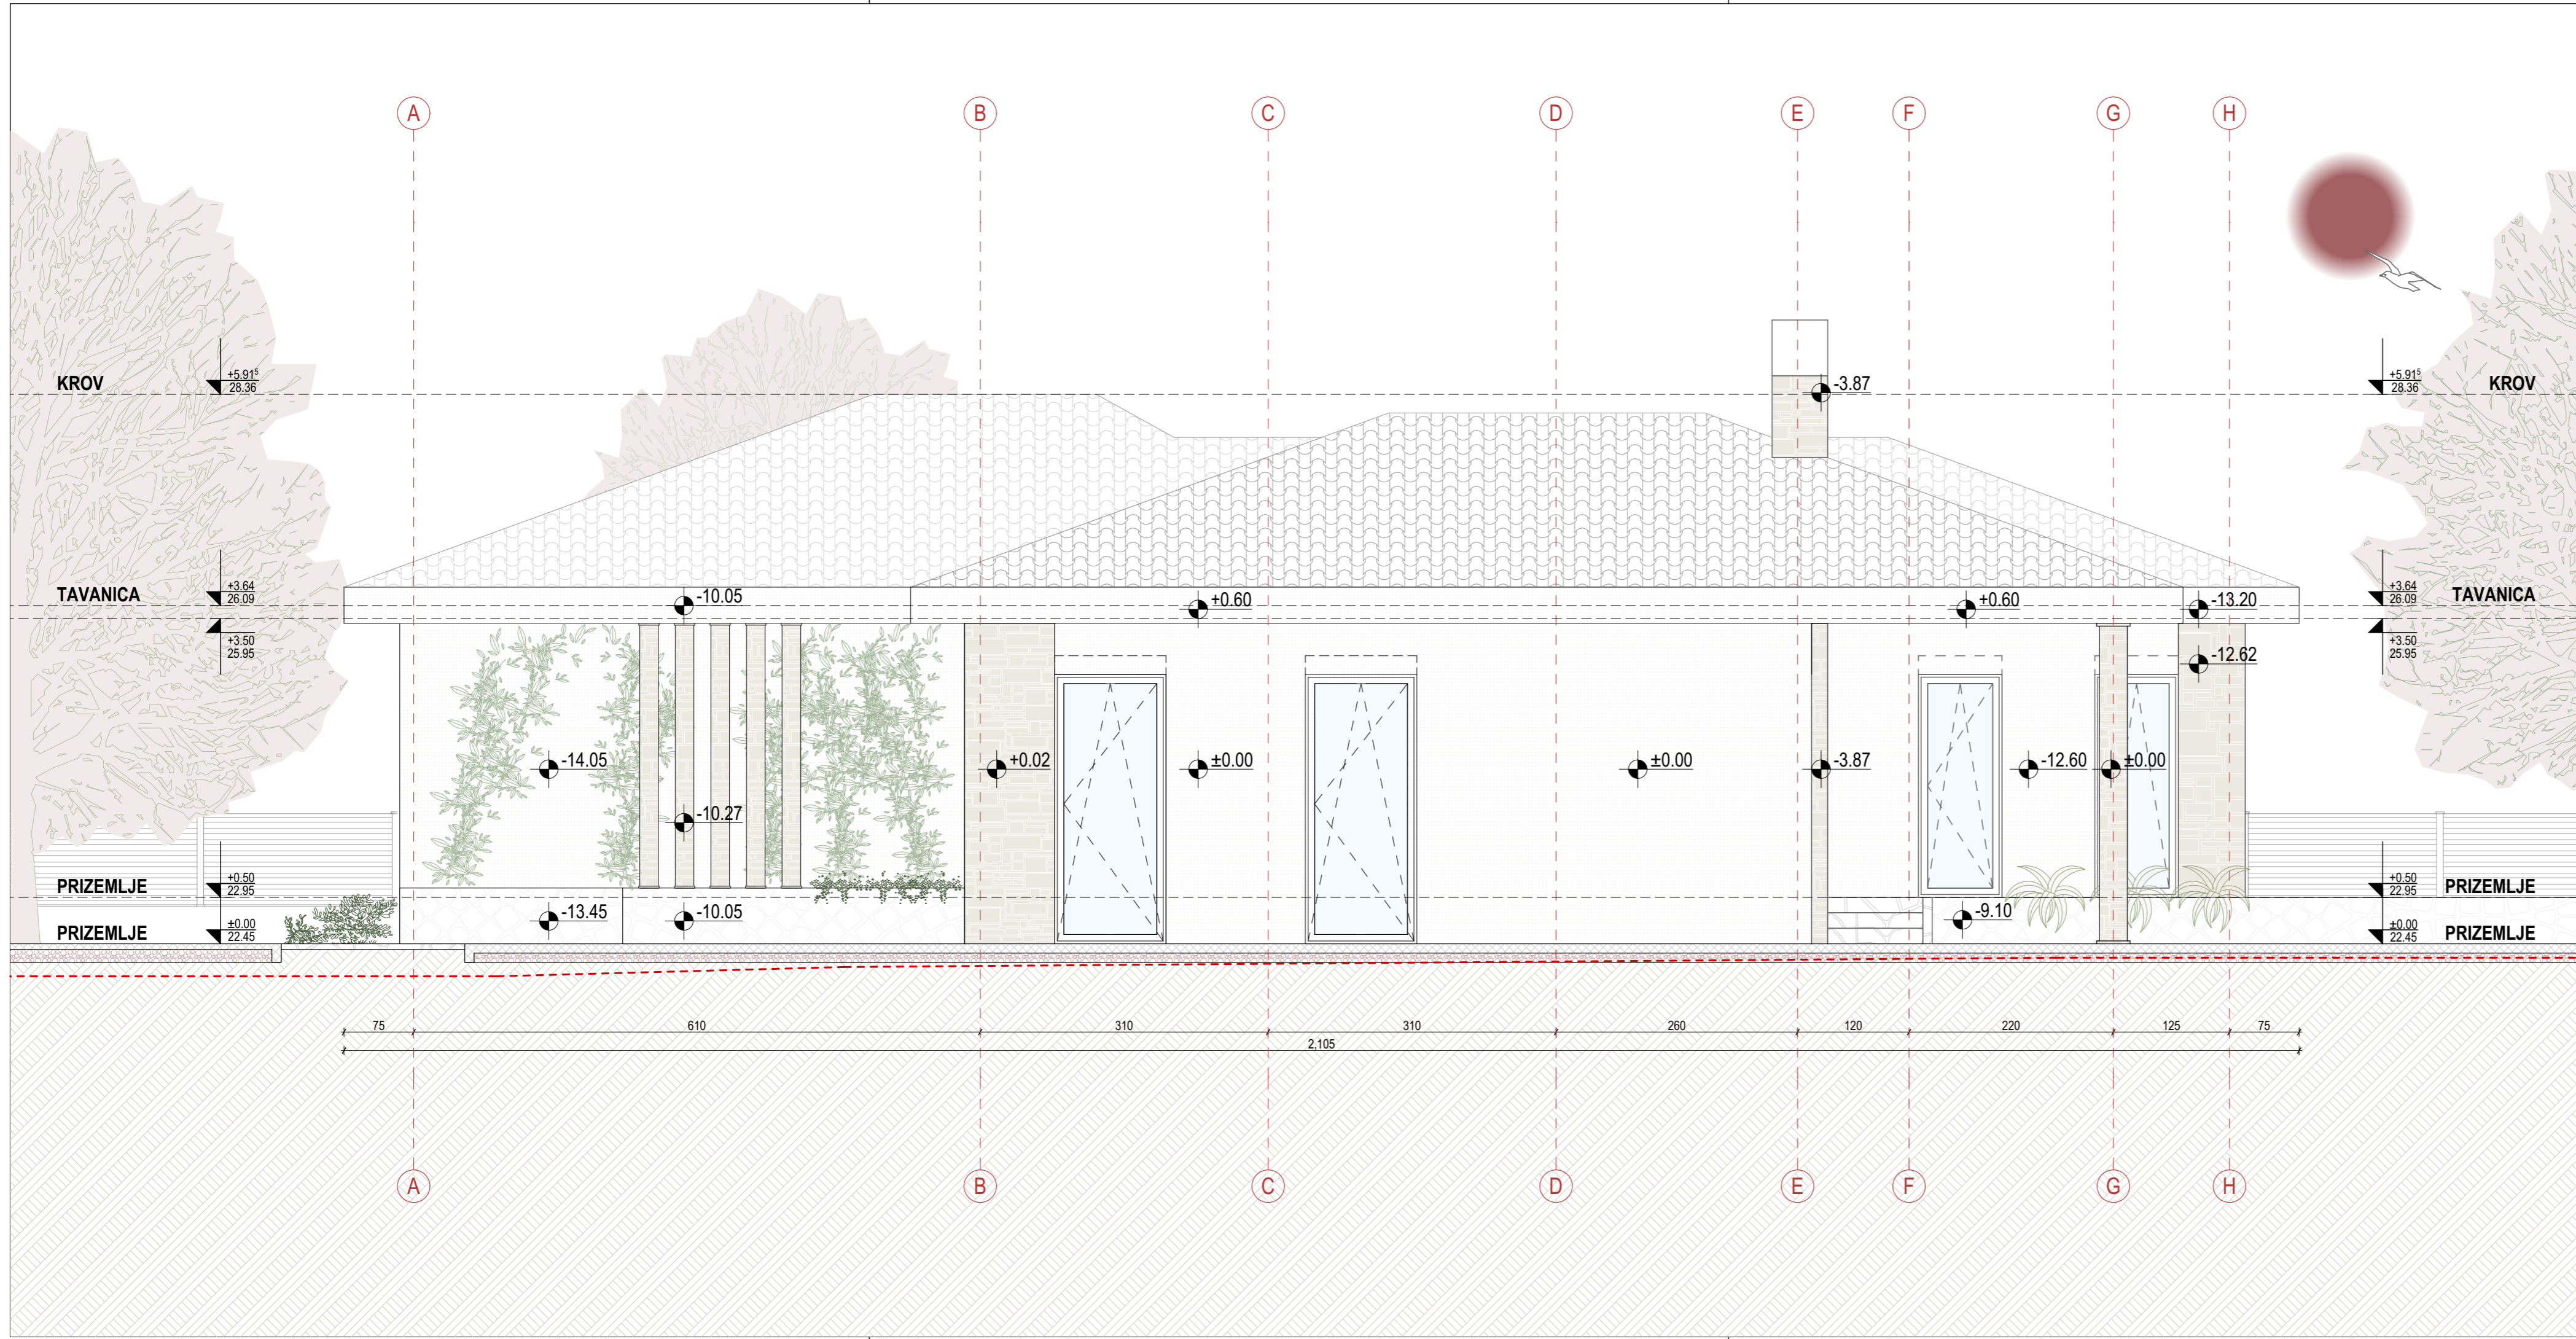 A B C D E F G H
KROV +5.91⁵ 28.36
-3.87
+5.91⁵ 28.36 KROV
TAVANICA +3.64 26.09
-10.05 +0.60 +0.60 -13.20
+3.64 26.09 TAVANICA
+3.50 25.95
+3.50 25.95
-12.62
-14.05 +0.02 ±0.00 ±0.00 -3.87 -12.60 ±0.00
-10.27
PRIZEMLJE +0.50 22.95
+0.50 22.95 PRIZEMLJE
-13.45 -10.05 -9.10
PRIZEMLJE ±0.00 22.45
±0.00 22.45 PRIZEMLJE
75 610 310 310 260 120 220 125 75
2,105
A B C D E F G H